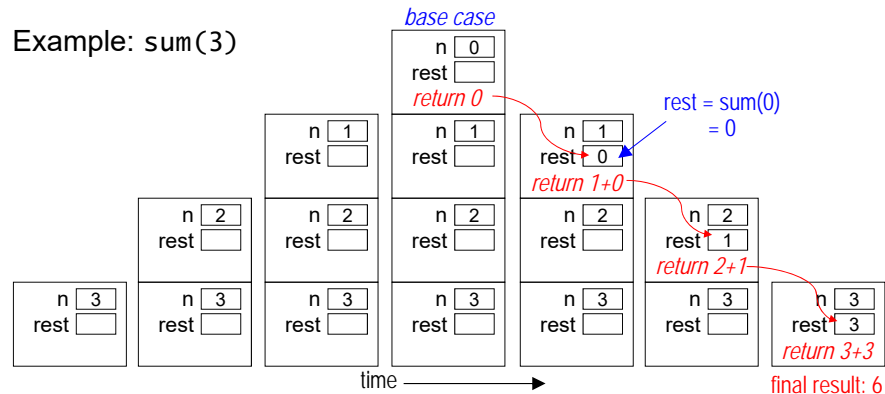 base case
Example: sum(3)
n 0
rest
return 0
rest = sum(0)
= 0
n 1
rest
n 1
rest
n 1
rest 0
return 1+0
n 2
rest
n 2
rest
n 2
rest
n 2
rest 1
return 2+1
n 3
rest
n 3
rest
n 3
rest
n 3
rest
n 3
rest
n 3
rest
n 3
rest 3
return 3+3
time
final result: 6